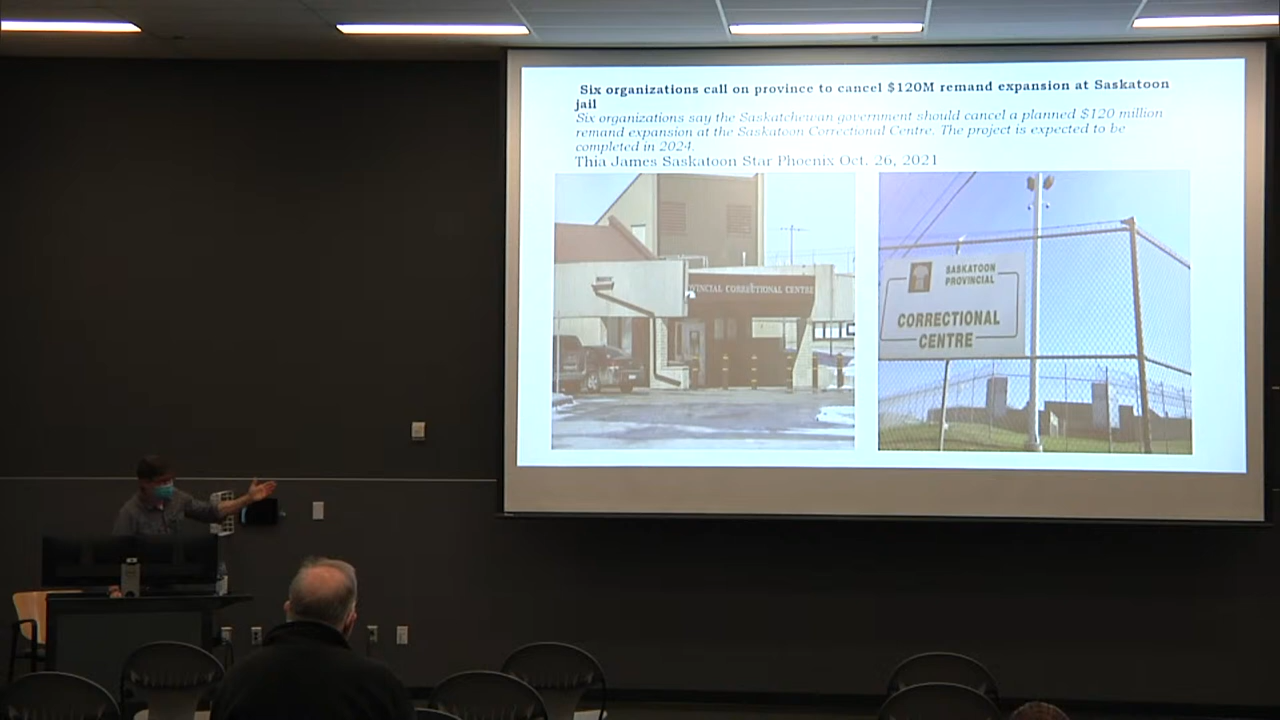 Six organizations call on province to cancel $120M remand expansion at Saskatoon
jail
Six organizations say the Saskatchewan government should cancel a planned $120 million
remand expansion at the Saskatoon Correctional Centre. The project is expected to be
completed in 2024.
Thia James Saskatoon Star Phoenix Oct. 26, 2021
VINCIAL CORRECTIONAL CENTRE
SASKATOON
PROVINCIAL
CORRECTIONAL
CENTRE